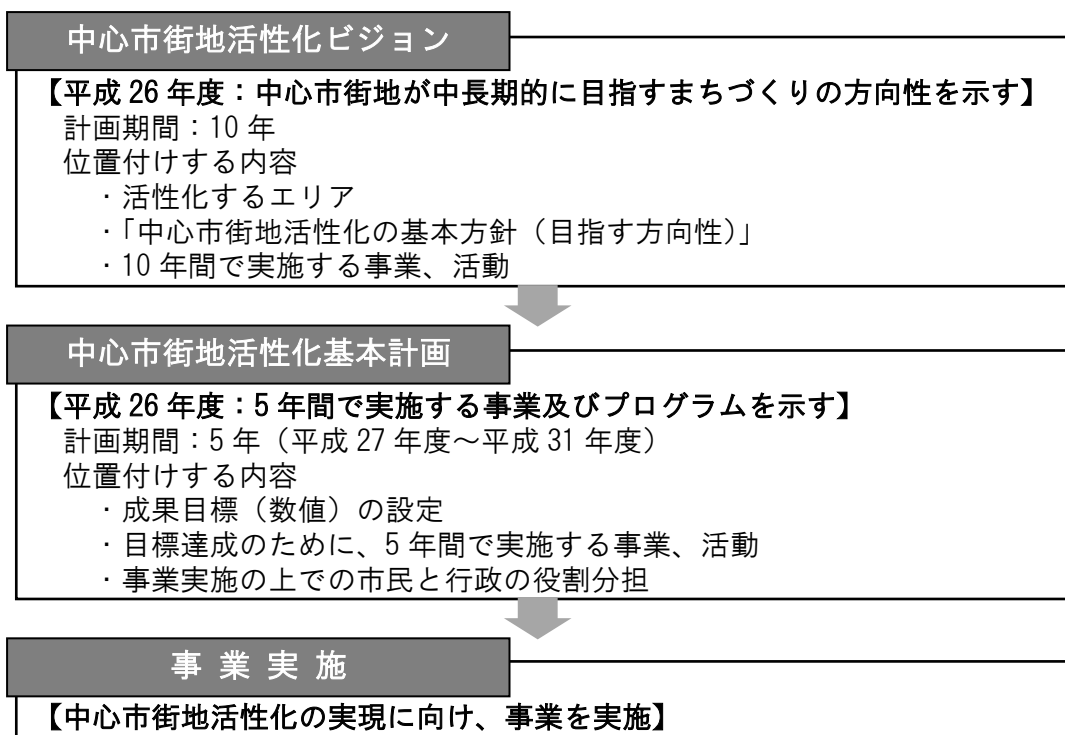 中心市街地活性化ビジョン
【平成 26 年度：中心市街地が中長期的に目指すまちづくりの方向性を示す】
計画期間：10 年
位置付けする内容
・活性化するエリア
・「中心市街地活性化の基本方針（目指す方向性）」
・10 年間で実施する事業、活動
中心市街地活性化基本計画
【平成 26 年度：5 年間で実施する事業及びプログラムを示す】
計画期間：5 年（平成 27 年度～平成 31 年度）
位置付けする内容
・成果目標（数値）の設定
・目標達成のために、5 年間で実施する事業、活動
・事業実施の上での市民と行政の役割分担
事 業 実 施
【中心市街地活性化の実現に向け、事業を実施】